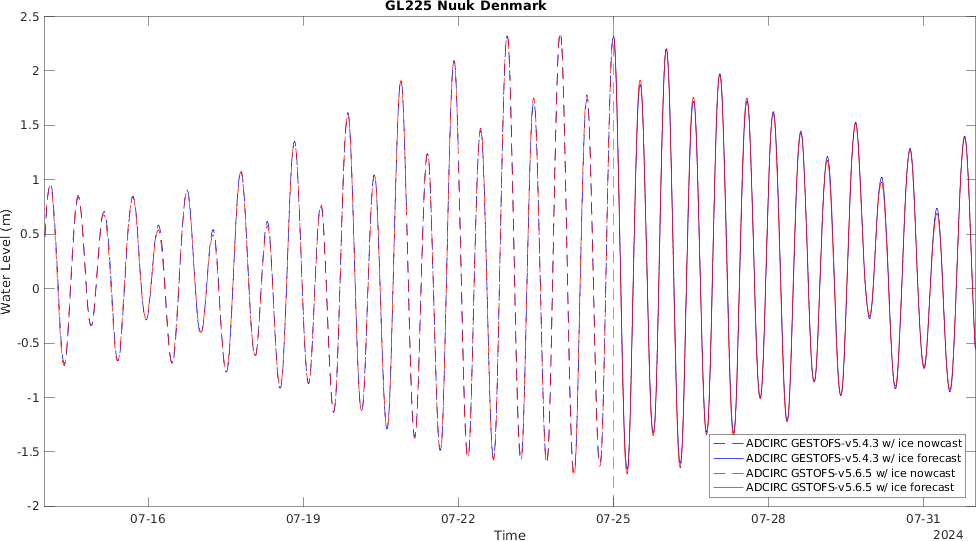 GL225 Nuuk Denmark
2.5
2
1.5
1
0.5
0
-0.5
-1
-1.5
-2
Water Level (m)
ADCIRC GESTOFS-v5.4.3 w/ ice nowcast
ADCIRC GESTOFS-v5.4.3 w/ ice forecast
ADCIRC GSTOFS-v5.6.5 w/ ice nowcast
ADCIRC GSTOFS-v5.6.5 w/ ice forecast
07-16 07-19 07-22 07-25 07-28 07-31
Time
2024